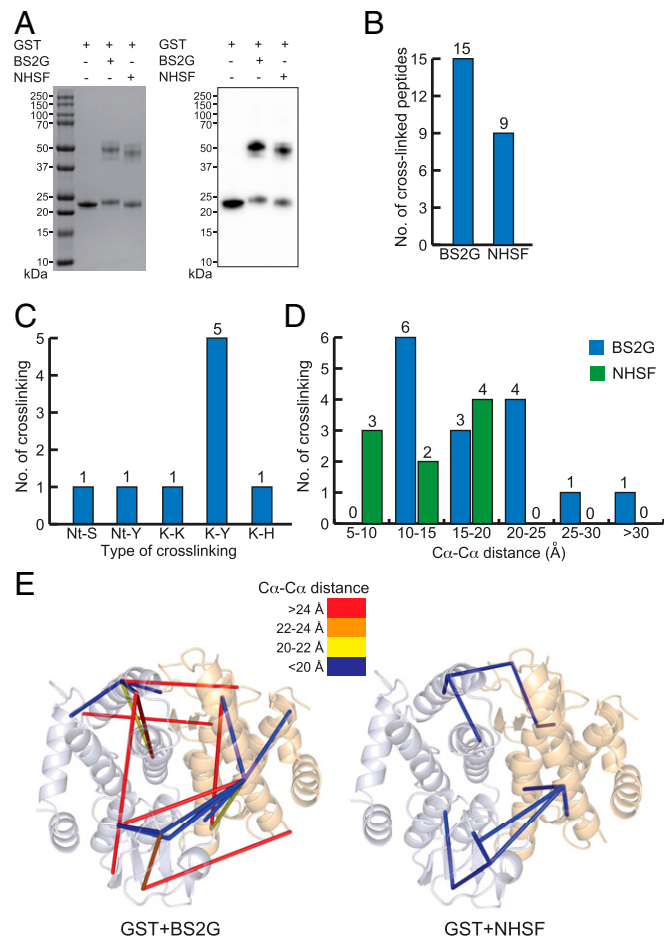 A
GST + + +
BS2G - + -
NHSF - - +
250
150
100
70
50
37
25
20
15
10
kDa
GST + + +
BS2G - + -
NHSF - - +
250
150
100
70
50
37
25
20
15
10
kDa
B
No. of cross-linked peptides
15
12
9
6
3
0
15
9
BS2G NHSF
C
No. of crosslinking
5
4
3
2
1
0
1 1 1 5 1
Nt-S Nt-Y K-K K-Y K-H
Type of crosslinking
D
No. of crosslinking
6
5
4
3
2
1
0
BS2G
NHSF
0 3 6 2 3 4 4 0 1 0 1 0
5-10 10-15 15-20 20-25 25-30 >30
Cα-Cα distance (Å)
E
Cα-Cα distance
>24 Å
22-24 Å
20-22 Å
<20 Å
GST+BS2G
GST+NHSF